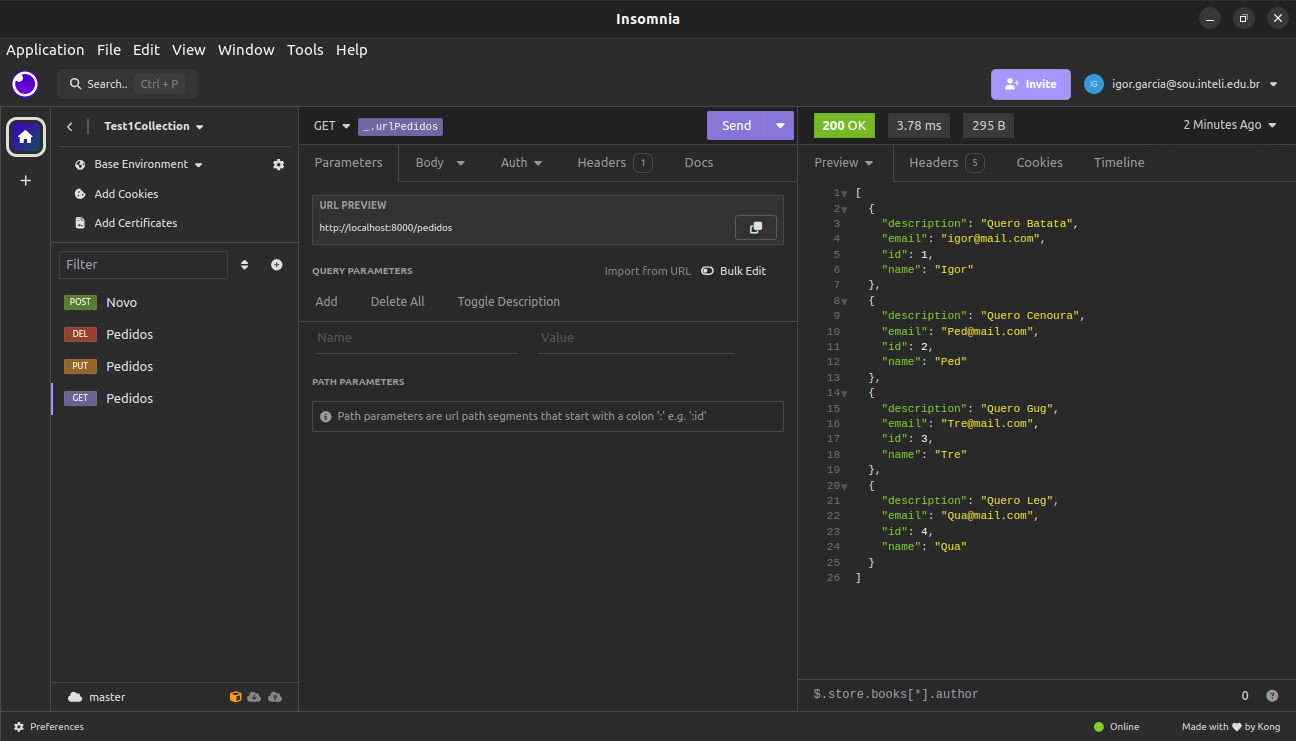 Insomnia
Application File Edit View Window Tools Help
Search.. Ctrl + P
Invite
IG igor.garcia@sou.inteli.edu.br
Test1Collection
Base Environment
Add Cookies
Add Certificates
Filter
POST Novo
DEL Pedidos
PUT Pedidos
GET Pedidos
master
GET _.urlPedidos
Send
Parameters Body Auth Headers 1 Docs
URL PREVIEW
http://localhost:8000/pedidos
QUERY PARAMETERS Import from URL Bulk Edit
Add Delete All Toggle Description
Name Value
PATH PARAMETERS
Path parameters are url path segments that start with a colon ':' e.g. ':id'
200 OK 3.78 ms 295 B 2 Minutes Ago
Preview Headers 5 Cookies Timeline
1 [
2 {
3 "description": "Quero Batata",
4 "email": "igor@mail.com",
5 "id": 1,
6 "name": "Igor"
7 },
8 {
9 "description": "Quero Cenoura",
10 "email": "Ped@mail.com",
11 "id": 2,
12 "name": "Ped"
13 },
14 {
15 "description": "Quero Gug",
16 "email": "Tre@mail.com",
17 "id": 3,
18 "name": "Tre"
19 },
20 {
21 "description": "Quero Leg",
22 "email": "Qua@mail.com",
23 "id": 4,
24 "name": "Qua"
25 }
26 ]
$.store.books[*].author 0 ?
Preferences
Online
Made with ♥ by Kong